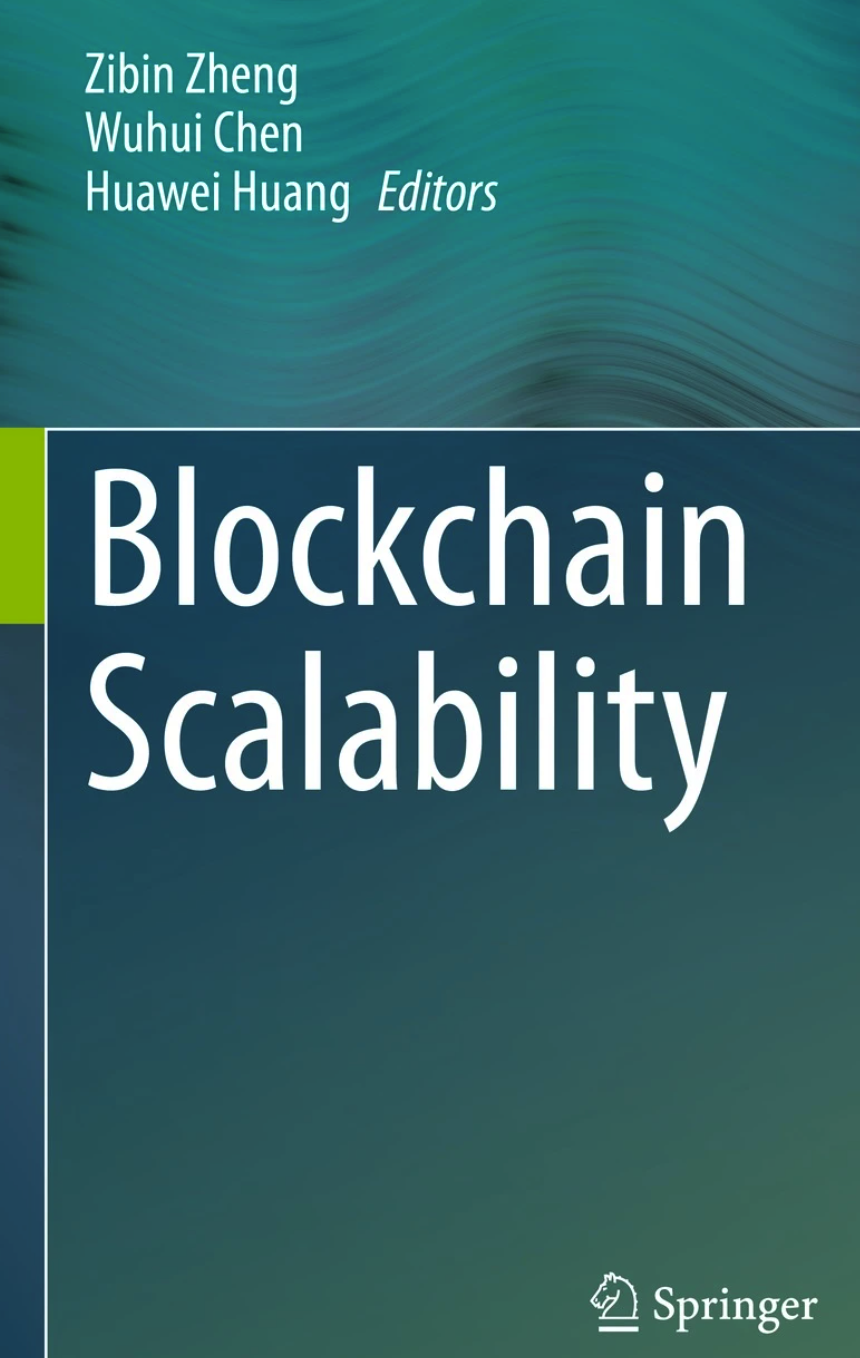 Zibin Zheng
Wuhui Chen
Huawei Huang Editors
Blockchain
Scalability
Springer